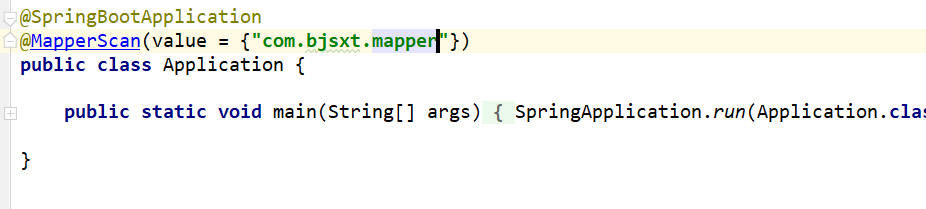 @SpringBootApplication
@MapperScan(value = {"com.bjsxt.mapper"})
public class Application {
public static void main(String[] args) { SpringApplication.run(Application.clas
}